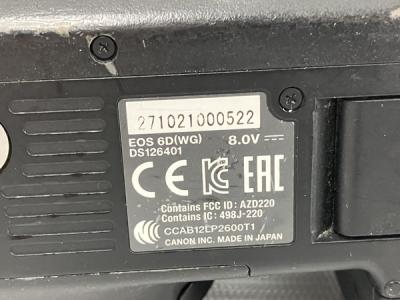 271021000522
EOS 6D(WG) 8.0V
DS126401
CE EAC
Contains FCC ID : AZD220
Contains IC : 498J-220
CCAB12LP2600T1
CANON INC. MADE IN JAPAN